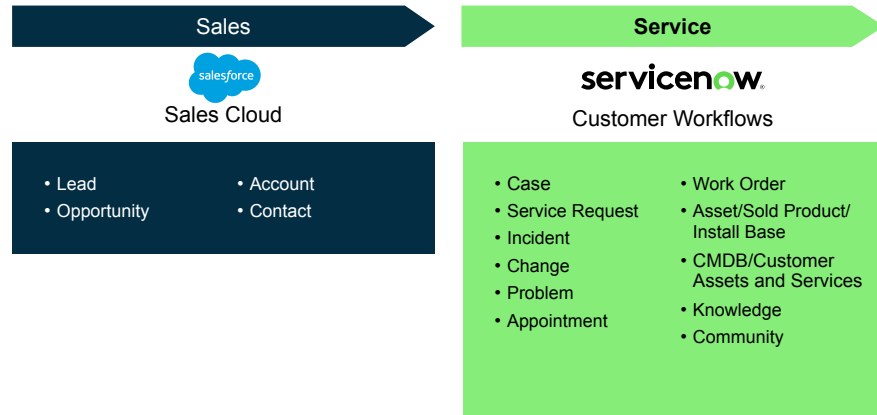 Sales
Service
salesforce
servicenow.
Sales Cloud
Customer Workflows
• Lead
• Opportunity
• Account
• Contact
• Case
• Service Request
• Incident
• Change
• Problem
• Appointment
• Work Order
• Asset/Sold Product/
Install Base
• CMDB/Customer
Assets and Services
• Knowledge
• Community